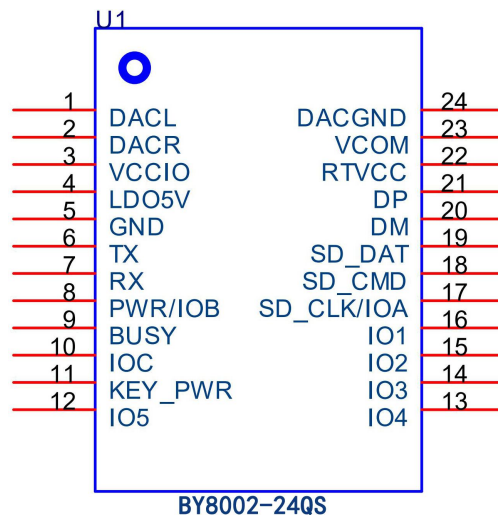 U1
1 DACL DACGND 24
2 DACR VCOM 23
3 VCCIO RTVCC 22
4 LDO5V DP 21
5 GND DM 20
6 TX SD_DAT 19
7 RX SD_CMD 18
8 PWR/IOB SD_CLK/IOA 17
9 BUSY IO1 16
10 IOC IO2 15
11 KEY_PWR IO3 14
12 IO5 IO4 13
BY8002-24QS